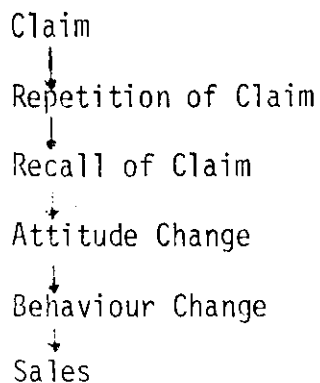 Claim
Repetition of Claim
Recall of Claim
Attitude Change
Behaviour Change
Sales